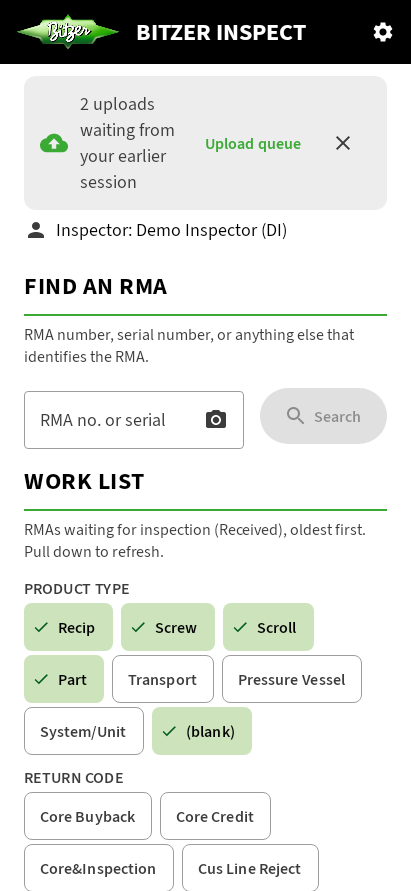 Bitzer
BITZER INSPECT
2 uploads
waiting from
your earlier
session
Upload queue
Inspector: Demo Inspector (DI)
FIND AN RMA
RMA number, serial number, or anything else that
identifies the RMA.
RMA no. or serial
Search
WORK LIST
RMAs waiting for inspection (Received), oldest first.
Pull down to refresh.
PRODUCT TYPE
Recip
Screw
Scroll
Part
Transport
Pressure Vessel
System/Unit
(blank)
RETURN CODE
Core Buyback
Core Credit
Core&Inspection
Cus Line Reject